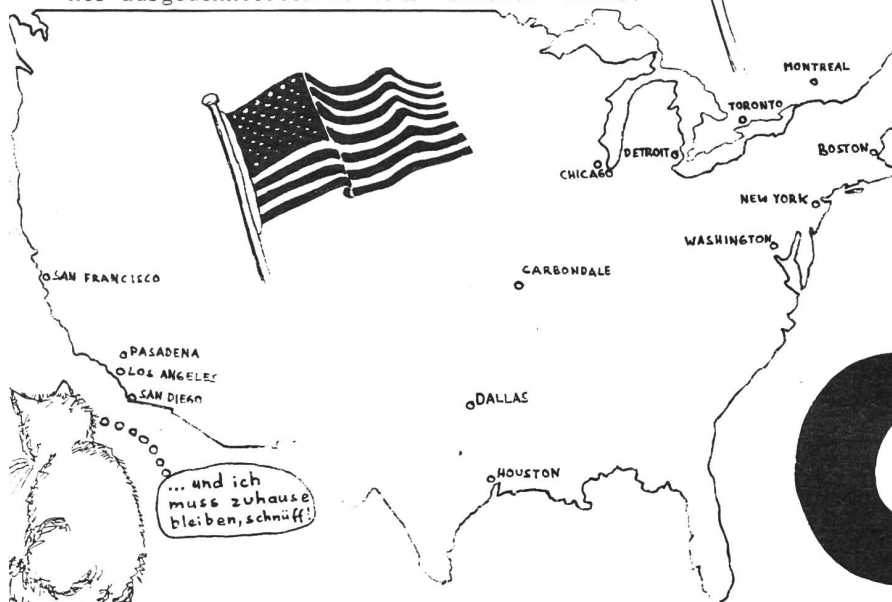 MONTREAL
TORONTO
DETROIT
BOSTON
CHICAGO
NEW YORK
WASHINGTON
SAN FRANCISCO
CARBONDALE
PASADENA
LOS ANGELES
SAN DIEGO
DALLAS
HOUSTON
... und ich
muss zuhause
bleiben, schnüff!